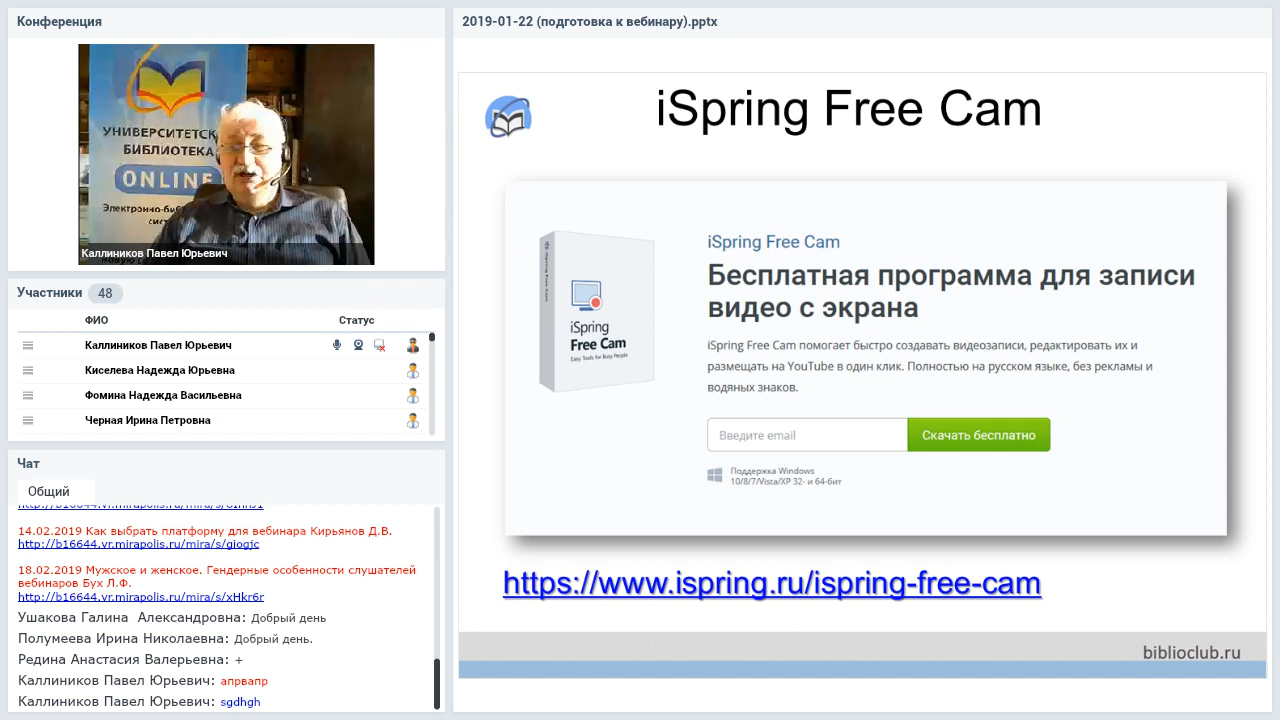 Конференция
УНИВЕРСИТЕТСК
БИБЛИОТЕКА
ONLINE
Каллиников Павел Юрьевич
Участники 48
ФИО Статус
Каллиников Павел Юрьевич
Киселева Надежда Юрьевна
Фомина Надежда Васильевна
Черная Ирина Петровна
Чат
Общий
14.02.2019 Как выбрать платформу для вебинара Кирьянов Д.В.
http://b16644.vr.mirapolis.ru/mira/s/giogjc
18.02.2019 Мужское и женское. Гендерные особенности слушателей
вебинаров Бух Л.Ф.
http://b16644.vr.mirapolis.ru/mira/s/xHkr6r
Ушакова Галина Александровна: Добрый день
Полумеева Ирина Николаевна: Добрый день.
Редина Анастасия Валерьевна: +
Каллиников Павел Юрьевич: апрвапр
Каллиников Павел Юрьевич: sgdhgh
2019-01-22 (подготовка к вебинару).pptx
iSpring Free Cam
iSpring
Free Cam
Easy Tools for Busy People
iSpring Free Cam
Бесплатная программа для записи
видео с экрана
iSpring Free Cam помогает быстро создавать видеозаписи, редактировать их и
размещать на YouTube в один клик. Полностью на русском языке, без рекламы и
водяных знаков.
Введите email Скачать бесплатно
Поддержка Windows
10/8/7/Vista/XP 32- и 64-бит
https://www.ispring.ru/ispring-free-cam
biblioclub.ru